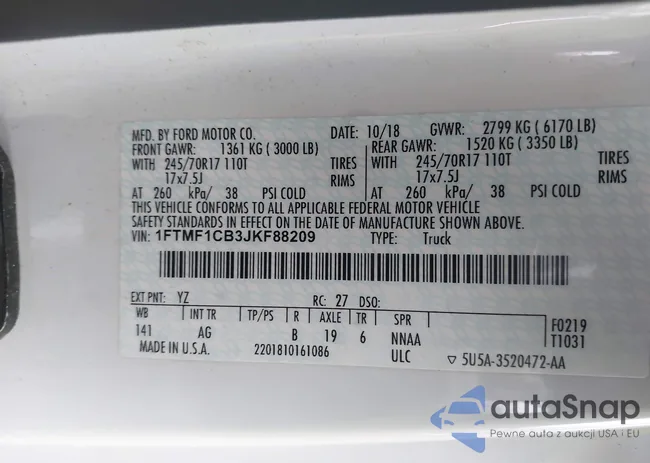 MFD. BY FORD MOTOR CO. DATE: 10/18 GVWR: 2799 KG ( 6170 LB)
FRONT GAWR: 1361 KG ( 3000 LB) REAR GAWR: 1520 KG ( 3350 LB)
WITH 245/70R17 110T TIRES WITH 245/70R17 110T TIRES
17x7.5J RIMS 17x7.5J RIMS
AT 260 kPa/ 38 PSI COLD AT 260 kPa/ 38 PSI COLD
THIS VEHICLE CONFORMS TO ALL APPLICABLE FEDERAL MOTOR VEHICLE
SAFETY STANDARDS IN EFFECT ON THE DATE OF MANUFACTURE SHOWN ABOVE.
VIN: 1FTMF1CB3JKF88209 TYPE: Truck
EXT PNT: YZ RC: 27 DSO:
WB INT TR TP/PS R AXLE TR SPR
141 AG B 19 6 NNAA
F0219
T1031
MADE IN U.S.A. 2201810161086 ULC ▽ 5U5A-3520472-AA
autoSnap
Pewne auta z aukcji USA i EU